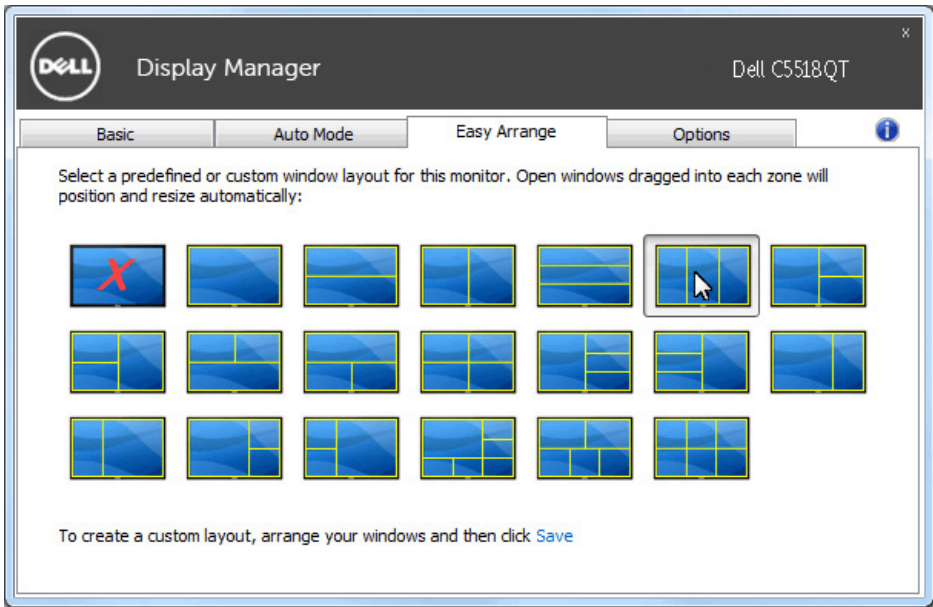 x
DELL
Display Manager
Dell C5518QT
Basic
Auto Mode
Easy Arrange
Options
i
Select a predefined or custom window layout for this monitor. Open windows dragged into each zone will
position and resize automatically:
X
To create a custom layout, arrange your windows and then click Save